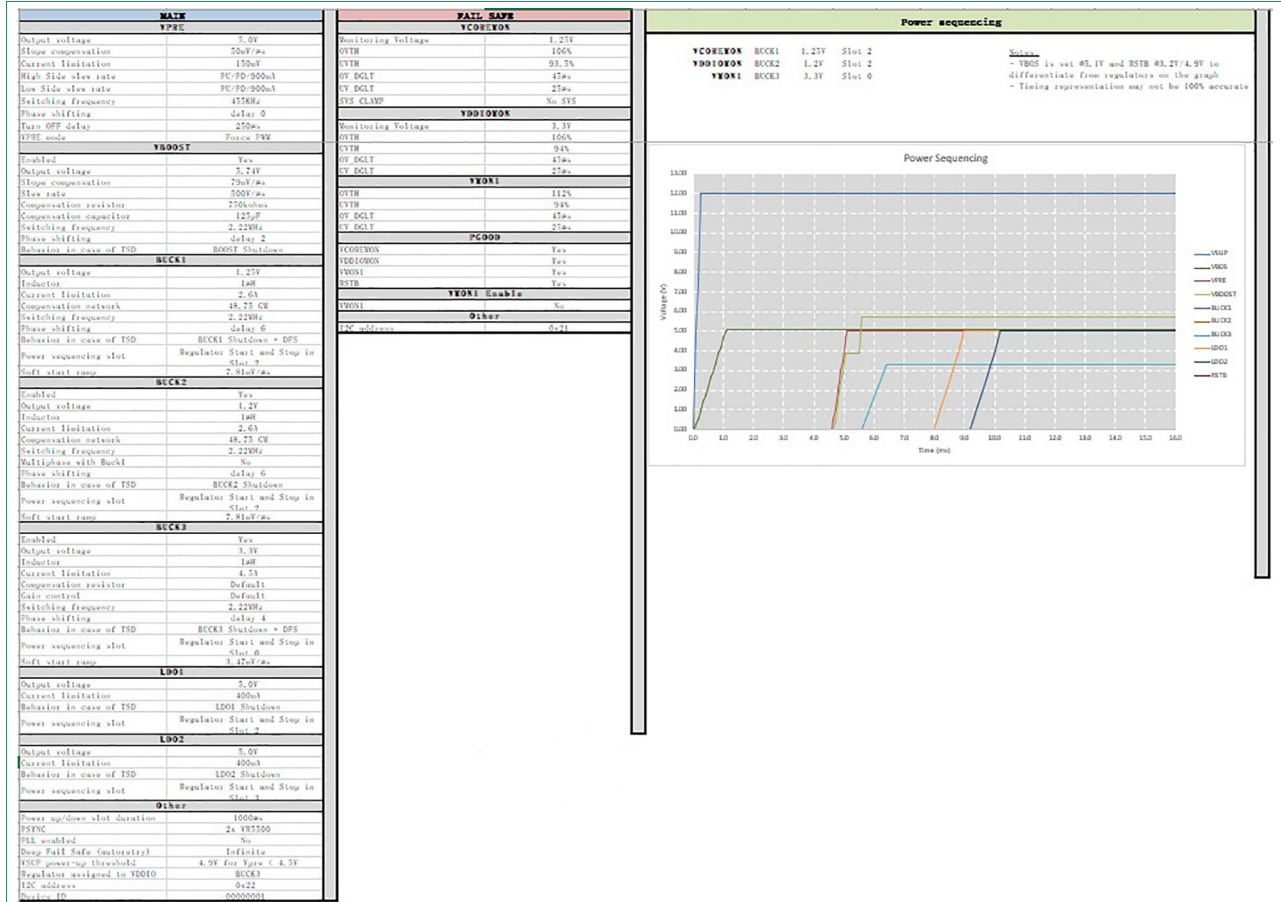 MAIN
VPRE
Output voltage 5.0V
Slope compensation 50mV/μs
Current limitation 150mV
High Side slew rate PU/PD/900mA
Low Side slew rate PU/PD/900mA
Switching frequency 455KHz
Phase shifting delay 0
Turn OFF delay 250μs
VPRE mode Force PWM
VBOOST
Enabled Yes
Output voltage 5.74V
Slope compensation 79mV/μs
Slew rate 500V/μs
Compensation resistor 750kohms
Compensation capacitor 125pF
Switching frequency 2.22MHz
Phase shifting delay 2
Behavior in case of TSD BOOST Shutdown
BUCK1
Output voltage 1.25V
Inductor 1μH
Current limitation 2.6A
Compensation network 48.75 GM
Switching frequency 2.22MHz
Phase shifting delay 6
Behavior in case of TSD BUCK1 Shutdown + DFS
Power sequencing slot Regulator Start and Stop in
Slot 2
Soft start ramp 7.81mV/μs
BUCK2
Enabled Yes
Output voltage 1.2V
Inductor 1μH
Current limitation 2.6A
Compensation network 48.75 GM
Switching frequency 2.22MHz
Multiphase with Buck1 No
Phase shifting delay 6
Behavior in case of TSD BUCK2 Shutdown
Power sequencing slot Regulator Start and Stop in
Slot 2
Soft start ramp 7.81mV/μs
BUCK3
Enabled Yes
Output voltage 3.3V
Inductor 1μH
Current limitation 4.5A
Compensation resistor Default
Gain control Default
Switching frequency 2.22MHz
Phase shifting delay 4
Behavior in case of TSD BUCK3 Shutdown + DFS
Power sequencing slot Regulator Start and Stop in
Slot 0
Soft start ramp 3.47mV/μs
LDO1
Output voltage 5.0V
Current limitation 400mA
Behavior in case of TSD LDO1 Shutdown
Power sequencing slot Regulator Start and Stop in
Slot 2
LDO2
Output voltage 5.0V
Current limitation 400mA
Behavior in case of TSD LDO2 Shutdown
Power sequencing slot Regulator Start and Stop in
Slot 3
Other
Power up/down slot duration 1000μs
PSYNC 2x VR5500
PLL enabled No
Deep Fail Safe (autoretry) Infinite
VSUP power-up threshold 4.9V for Vpre < 4.5V
Regulator assigned to VDDIO BUCK3
I2C address 0x22
Device ID 00000001
FAIL SAFE
VCOREMON
Monitoring Voltage 1.25V
OVTH 106%
UVTH 93.5%
OV_DGLT 45μs
UV_DGLT 25μs
SVS_CLAMP No SVS
VDDIOMON
Monitoring Voltage 3.3V
OVTH 106%
UVTH 94%
OV_DGLT 45μs
UV_DGLT 25μs
VMON1
OVTH 112%
UVTH 94%
OV_DGLT 45μs
UV_DGLT 25μs
PGOOD
VCOREMON Yes
VDDIOMON Yes
VMON1 Yes
RSTB Yes
VMON1 Enable
VMON1 No
Other
I2C address 0x21
Power sequencing
VCOREMON BUCK1 1.25V Slot 2
VDDIOMON BUCK2 1.2V Slot 2
VMON1 BUCK3 3.3V Slot 0
Notes:
- VBOS is set @5.1V and RSTB @3.2V/4.9V to
differentiate from regulators on the graph
- Timing representation may not be 100% accurate
Power Sequencing
Voltage (V)
13.00
12.00
11.00
10.00
9.00
8.00
7.00
6.00
5.00
4.00
3.00
2.00
1.00
0.00
0.0 1.0 2.0 3.0 4.0 5.0 6.0 7.0 8.0 9.0 10.0 11.0 12.0 13.0 14.0 15.0 16.0
Time (ms)
VSUP
VBOS
VPRE
VBOOST
BUCK1
BUCK2
BUCK3
LDO1
LDO2
RSTB